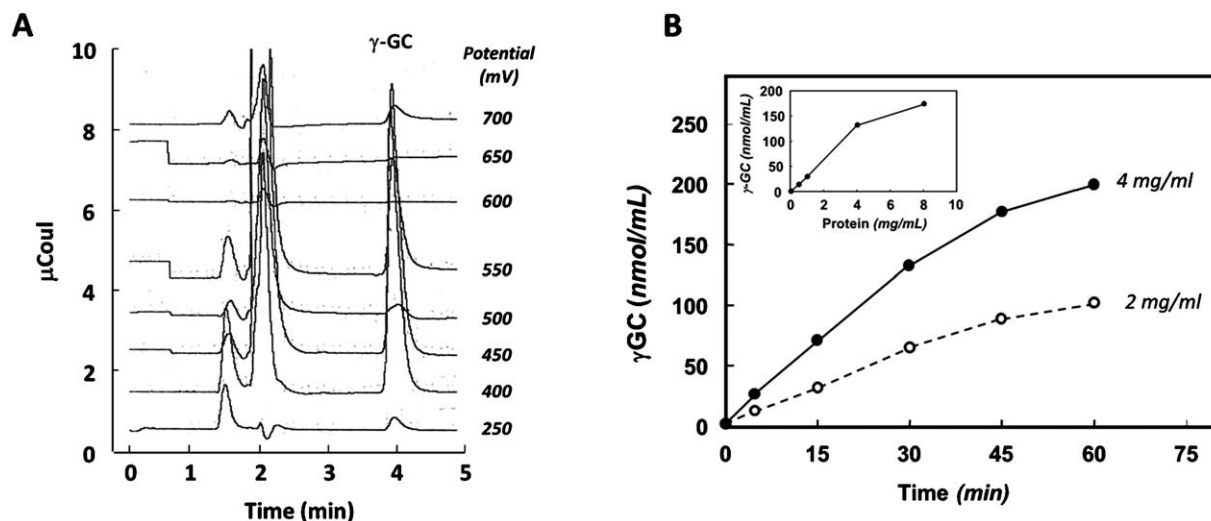 A
γ-GC
Potential
(mV)
10
8
6
4
2
0
μCoul
700
650
600
550
500
450
400
250
0 1 2 3 4 5
Time (min)
B
250
200
150
100
50
0
γGC (nmol/mL)
200
150
100
50
0
γ-GC (nmol/mL)
0 2 4 6 8 10
Protein (mg/mL)
4 mg/ml
2 mg/ml
0 15 30 45 60 75
Time (min)